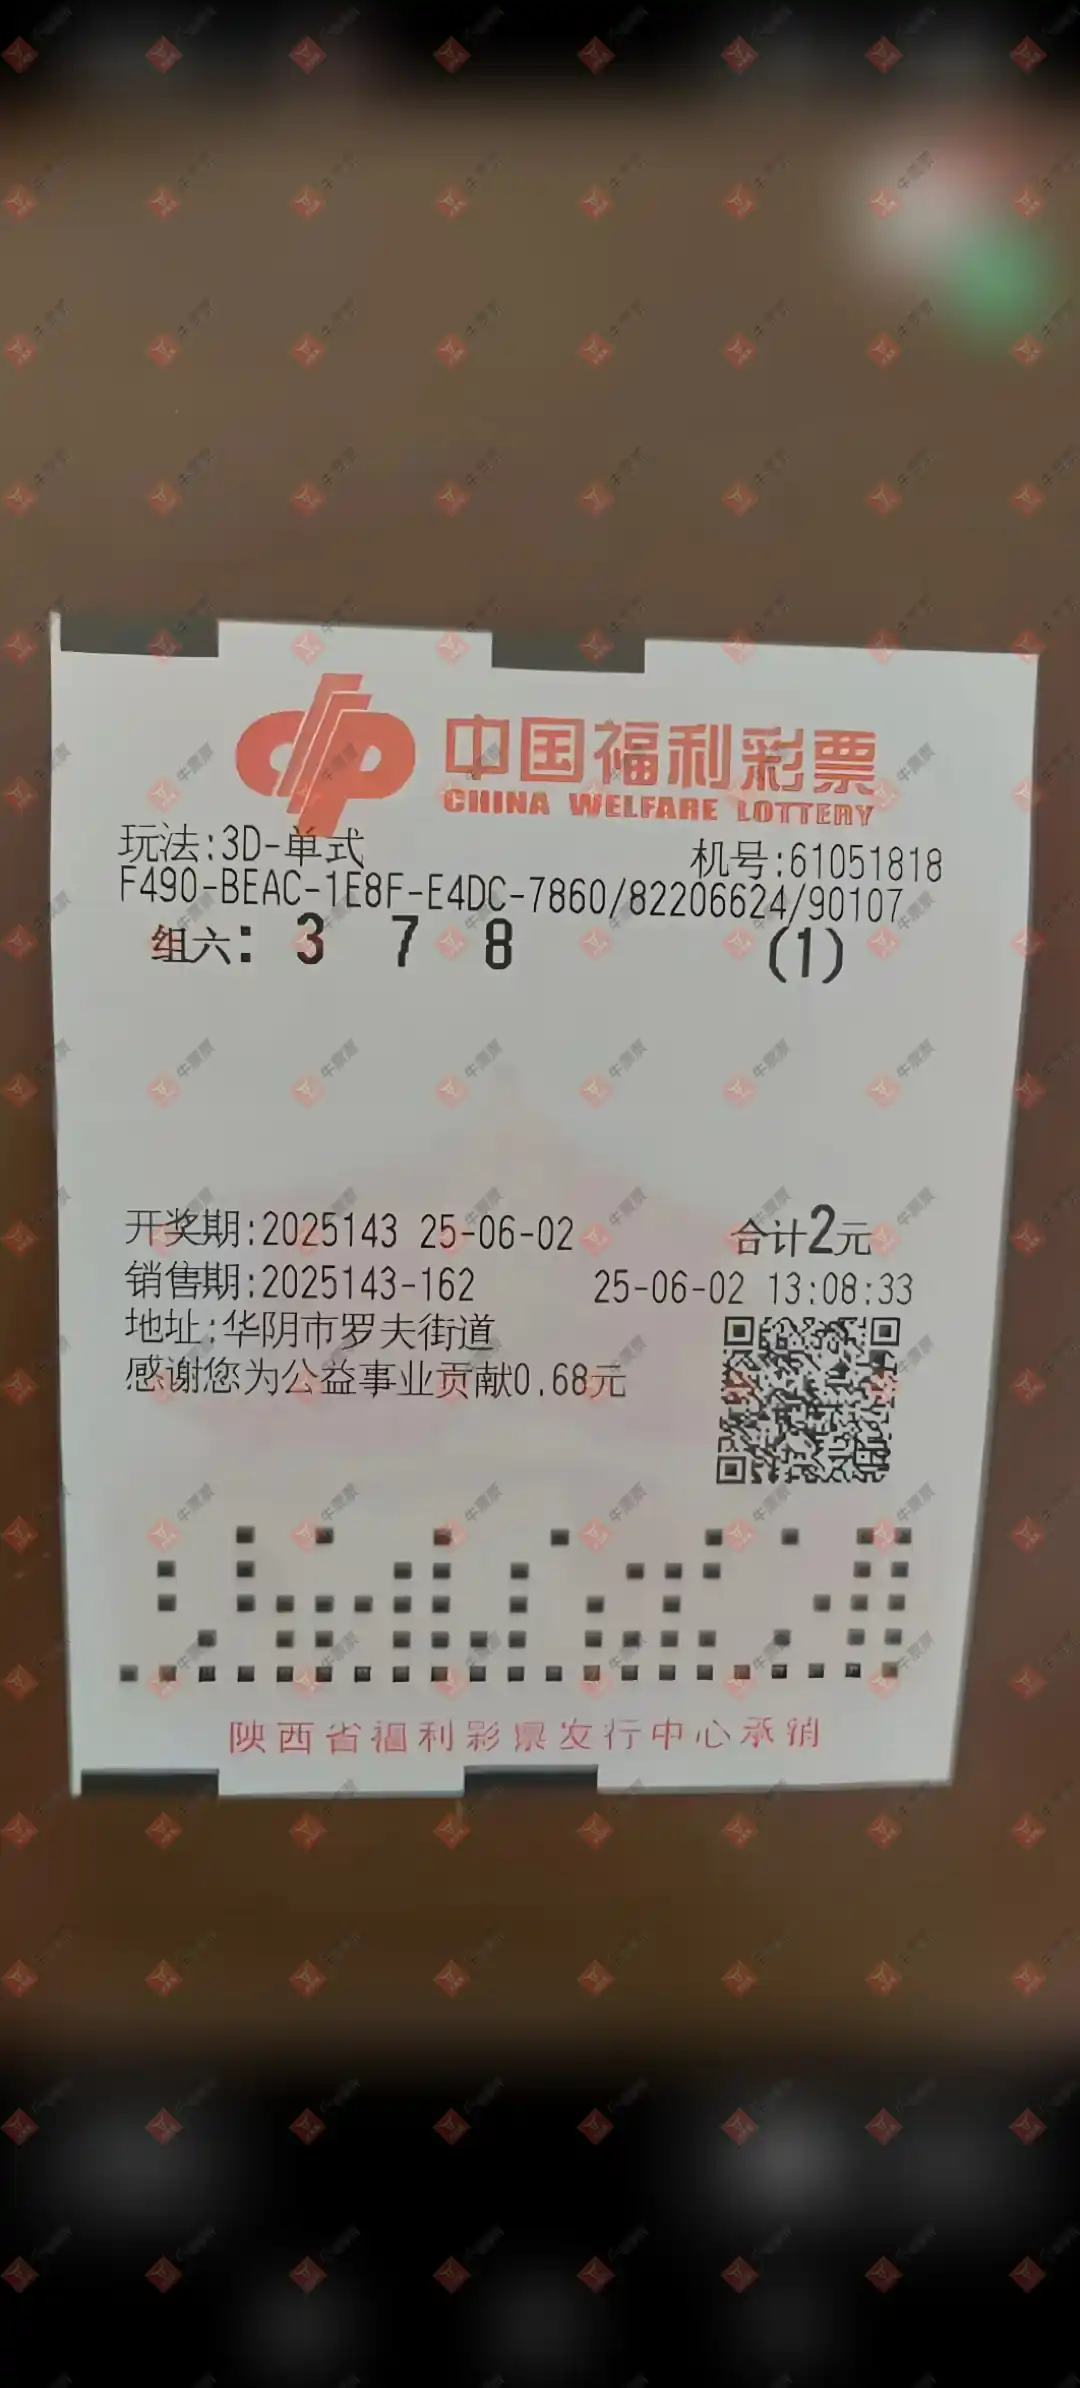 中国福利彩票
CHINA WELFARE LOTTERY
玩法:3D-单式 机号:61051818
F490-BEAC-1E8F-E4DC-7860/82206624/90107
组六: 3 7 8 (1)
开奖期:2025143 25-06-02 合计2元
销售期:2025143-162 25-06-02 13:08:33
地址:华阴市罗夫街道
感谢您为公益事业贡献0.68元
陕西省福利彩票发行中心承销